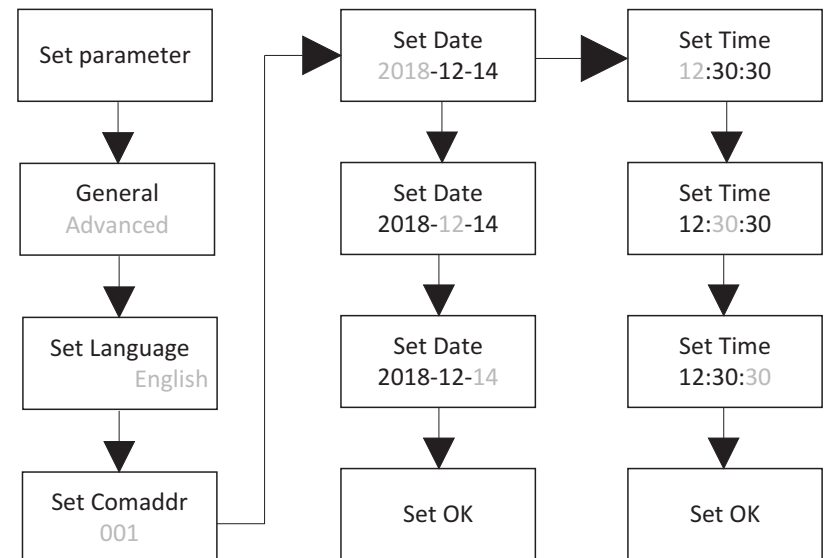 Set parameter
General
Advanced
Set Language
English
Set Comaddr
001
Set Date
2018-12-14
Set Date
2018-12-14
Set Date
2018-12-14
Set OK
Set Time
12:30:30
Set Time
12:30:30
Set Time
12:30:30
Set OK